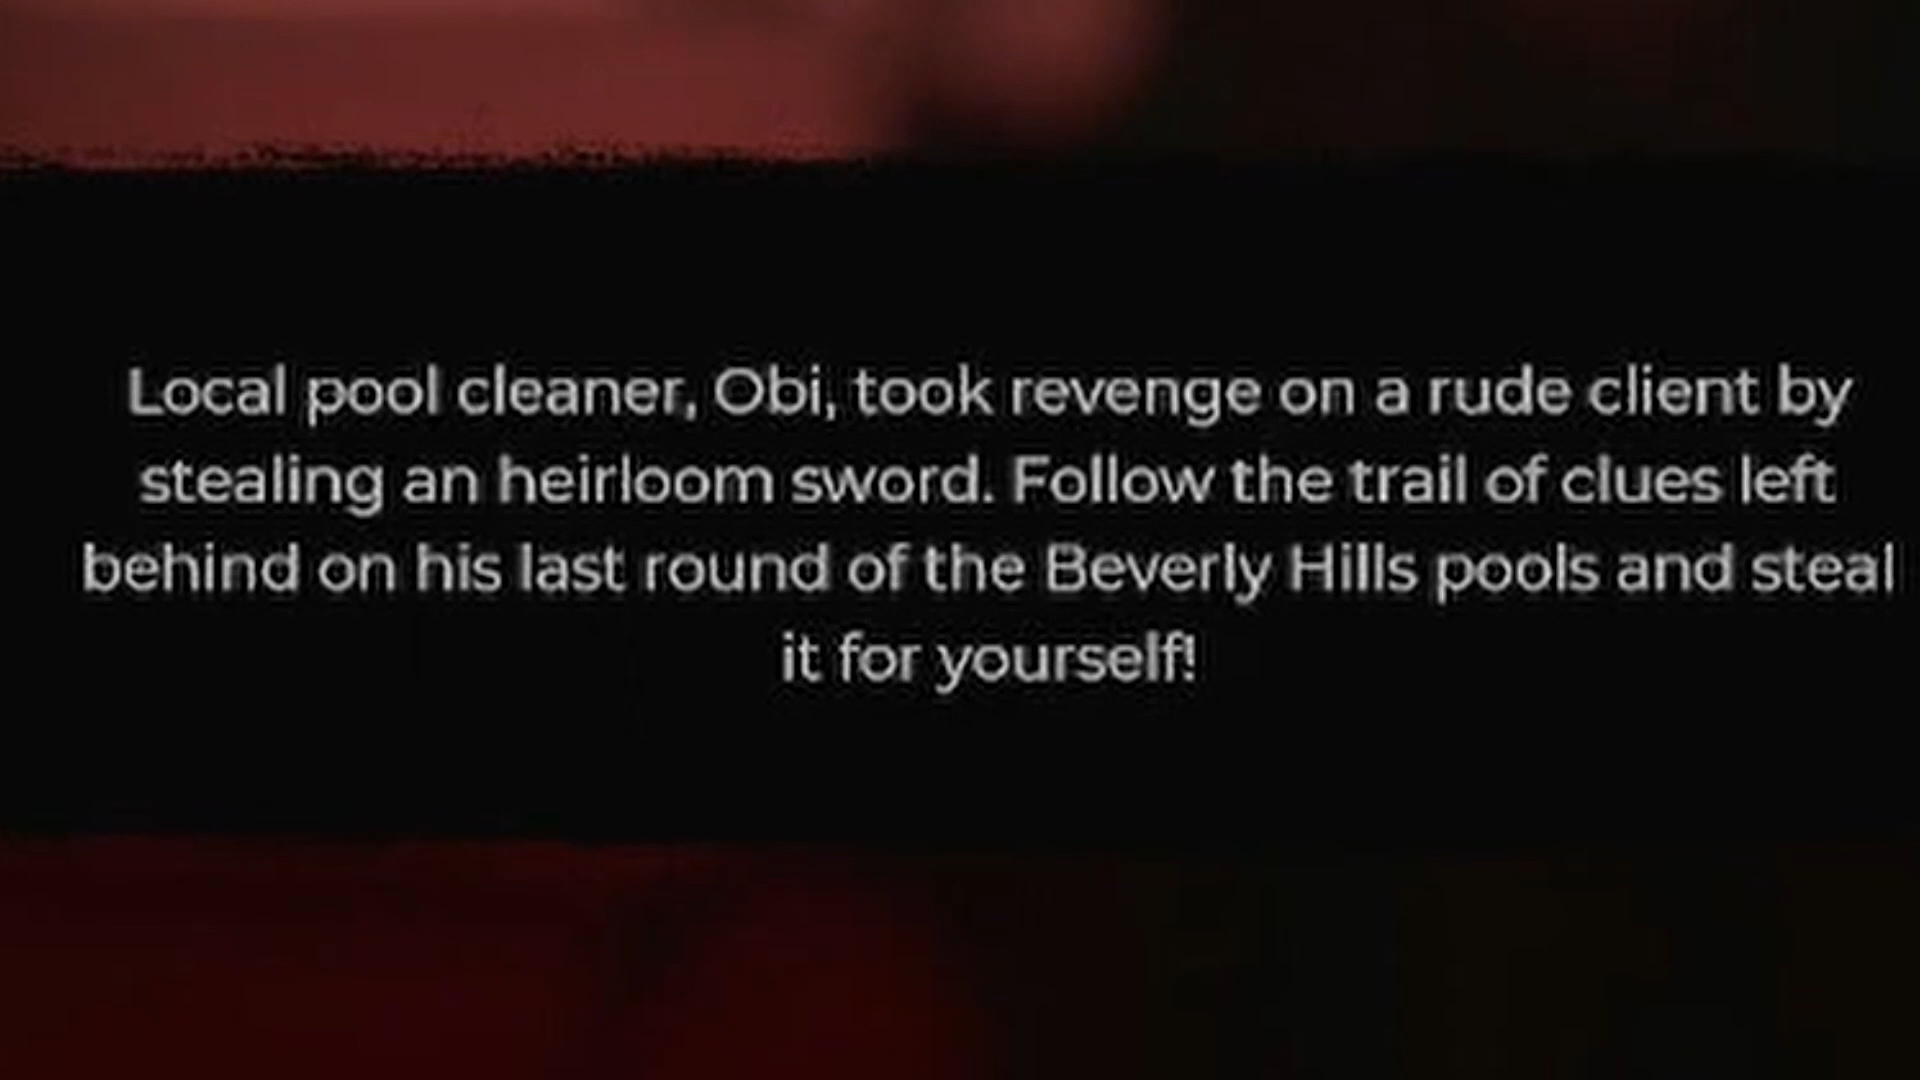 Local pool cleaner, Obi, took revenge on a rude client by
stealing an heirloom sword. Follow the trail of clues left
behind on his last round of the Beverly Hills pools and steal
it for yourself!